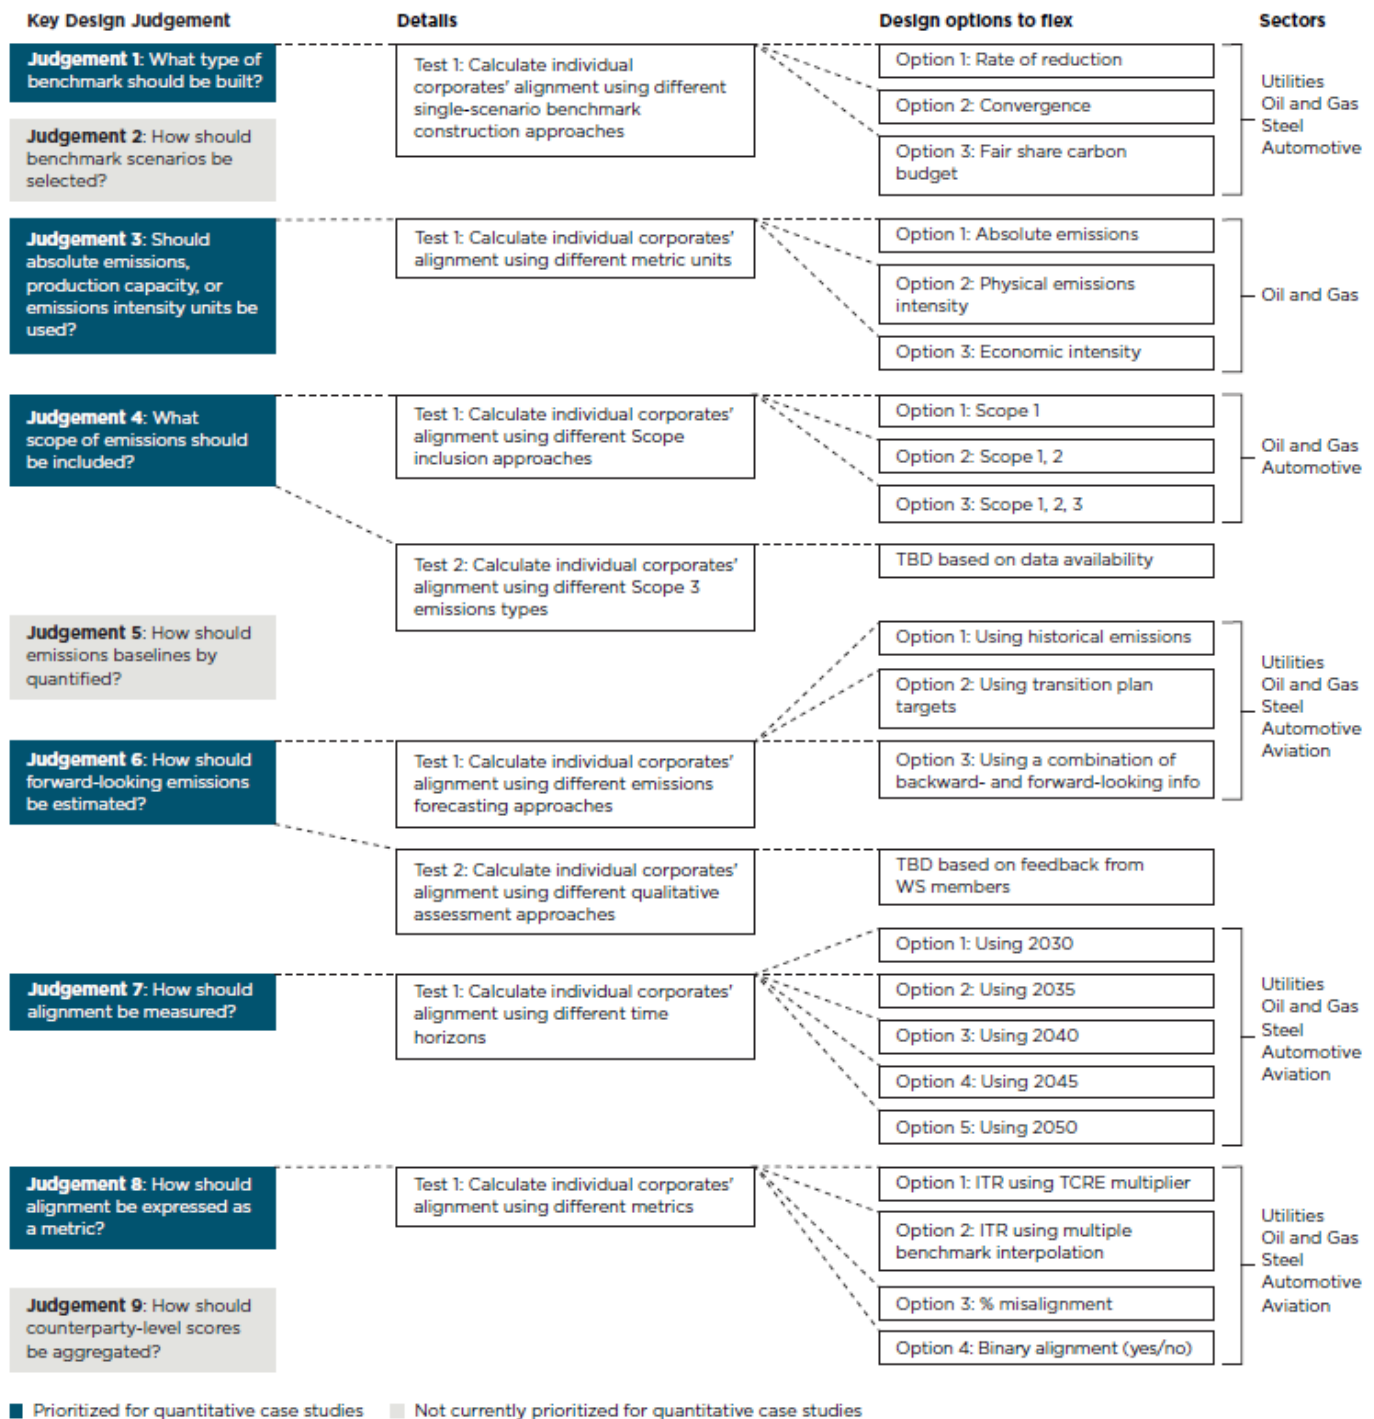 Key Design Judgement
Details
Design options to flex
Sectors
Judgement 1: What type of
benchmark should be built?
Test 1: Calculate individual
corporates' alignment using different
single-scenario benchmark
construction approaches
Option 1: Rate of reduction
Option 2: Convergence
Option 3: Fair share carbon
budget
Utilities
Oil and Gas
Steel
Automotive
Judgement 2: How should
benchmark scenarios be
selected?
Judgement 3: Should
absolute emissions,
production capacity, or
emissions intensity units be
used?
Test 1: Calculate individual corporates'
alignment using different metric units
Option 1: Absolute emissions
Option 2: Physical emissions
intensity
Option 3: Economic intensity
Oil and Gas
Judgement 4: What
scope of emissions should
be included?
Test 1: Calculate individual corporates'
alignment using different Scope
inclusion approaches
Option 1: Scope 1
Option 2: Scope 1, 2
Option 3: Scope 1, 2, 3
Oil and Gas
Automotive
Test 2: Calculate individual corporates'
alignment using different Scope 3
emissions types
TBD based on data availability
Judgement 5: How should
emissions baselines by
quantified?
Judgement 6: How should
forward-looking emissions
be estimated?
Test 1: Calculate individual corporates'
alignment using different emissions
forecasting approaches
Option 1: Using historical emissions
Option 2: Using transition plan
targets
Option 3: Using a combination of
backward- and forward-looking info
Utilities
Oil and Gas
Steel
Automotive
Aviation
Test 2: Calculate individual corporates'
alignment using different qualitative
assessment approaches
TBD based on feedback from
WS members
Judgement 7: How should
alignment be measured?
Test 1: Calculate individual corporates'
alignment using different time
horizons
Option 1: Using 2030
Option 2: Using 2035
Option 3: Using 2040
Option 4: Using 2045
Option 5: Using 2050
Utilities
Oil and Gas
Steel
Automotive
Aviation
Judgement 8: How should
alignment be expressed as
a metric?
Test 1: Calculate individual corporates'
alignment using different metrics
Option 1: ITR using TCRE multiplier
Option 2: ITR using multiple
benchmark interpolation
Option 3: % misalignment
Option 4: Binary alignment (yes/no)
Utilities
Oil and Gas
Steel
Automotive
Aviation
Judgement 9: How should
counterparty-level scores
be aggregated?
Prioritized for quantitative case studies
Not currently prioritized for quantitative case studies